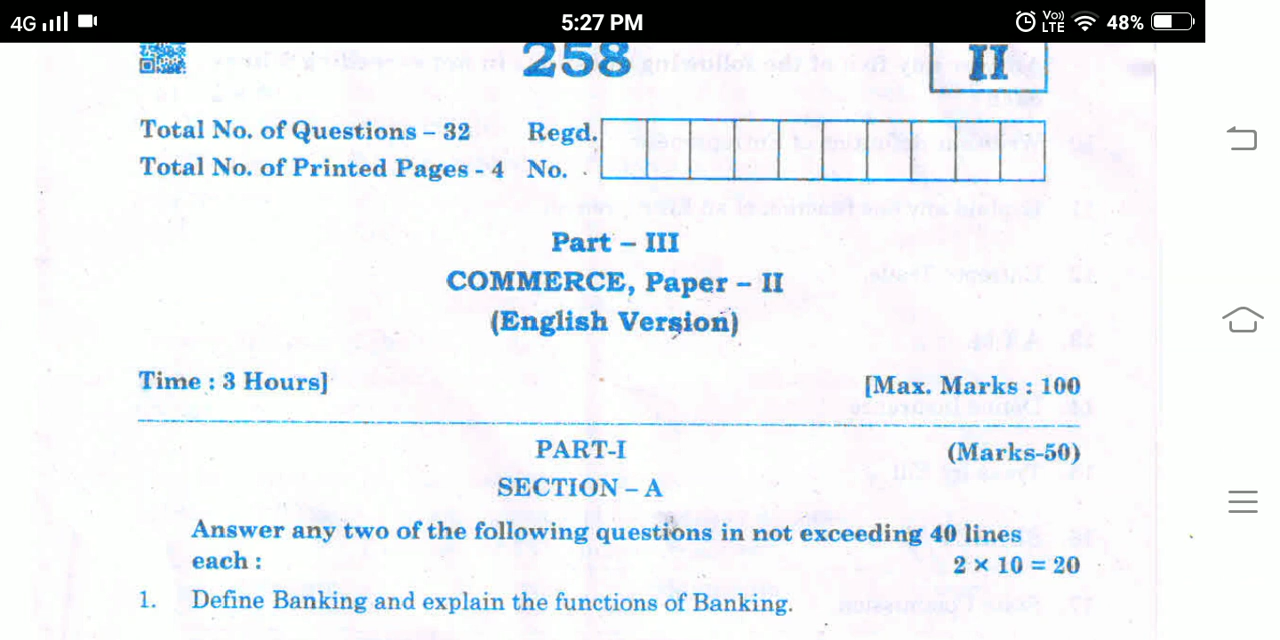 4G 5:27 PM Vo) LTE 48%
258 II
Total No. of Questions – 32 Regd.
Total No. of Printed Pages - 4 No.
Part – III
COMMERCE, Paper – II
(English Version)
Time : 3 Hours] [Max. Marks : 100
PART-I (Marks-50)
SECTION – A
Answer any two of the following questions in not exceeding 40 lines
each : 2 × 10 = 20
1. Define Banking and explain the functions of Banking.